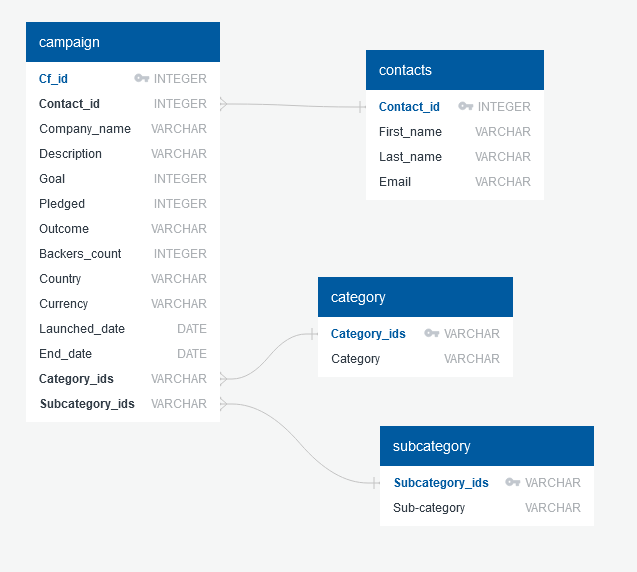 campaign
Cf_id INTEGER
Contact_id INTEGER
Company_name VARCHAR
Description VARCHAR
Goal INTEGER
Pledged INTEGER
Outcome VARCHAR
Backers_count INTEGER
Country VARCHAR
Currency VARCHAR
Launched_date DATE
End_date DATE
Category_ids VARCHAR
Subcategory_ids VARCHAR
contacts
Contact_id INTEGER
First_name VARCHAR
Last_name VARCHAR
Email VARCHAR
category
Category_ids VARCHAR
Category VARCHAR
subcategory
Subcategory_ids VARCHAR
Sub-category VARCHAR